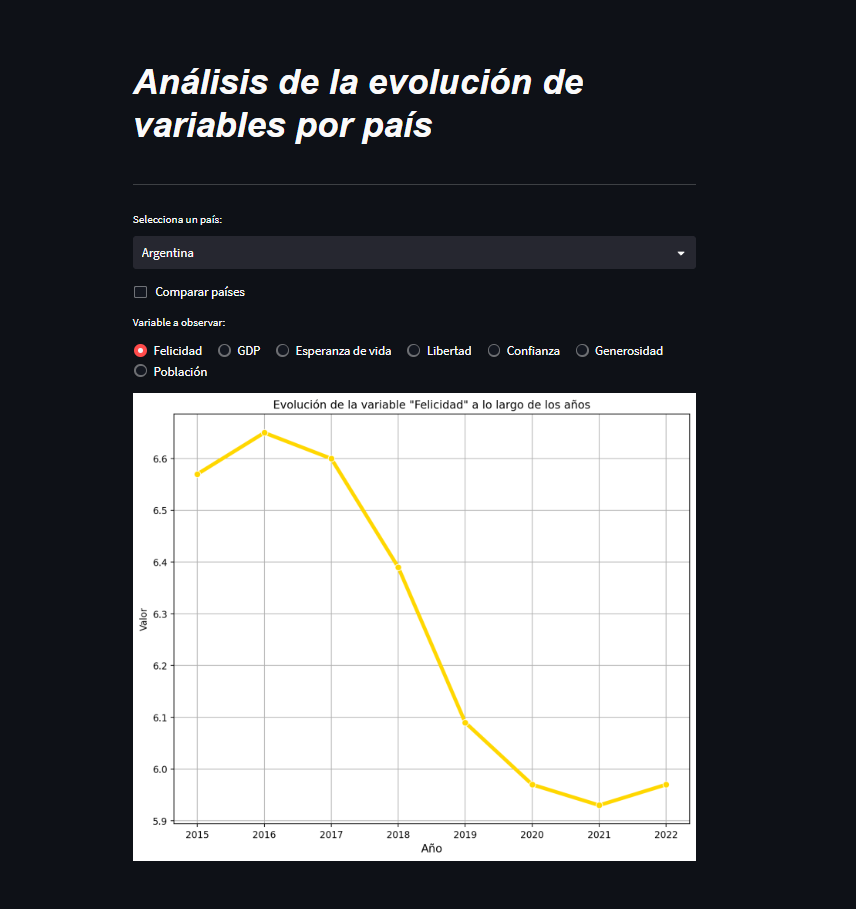 Análisis de la evolución de
variables por país
Selecciona un país:
Argentina
Comparar países
Variable a observar:
Felicidad GDP Esperanza de vida Libertad Confianza Generosidad
Población
Evolución de la variable "Felicidad" a lo largo de los años
6.6
6.5
6.4
6.3
Valor
6.2
6.1
6.0
5.9
2015 2016 2017 2018 2019 2020 2021 2022
Año